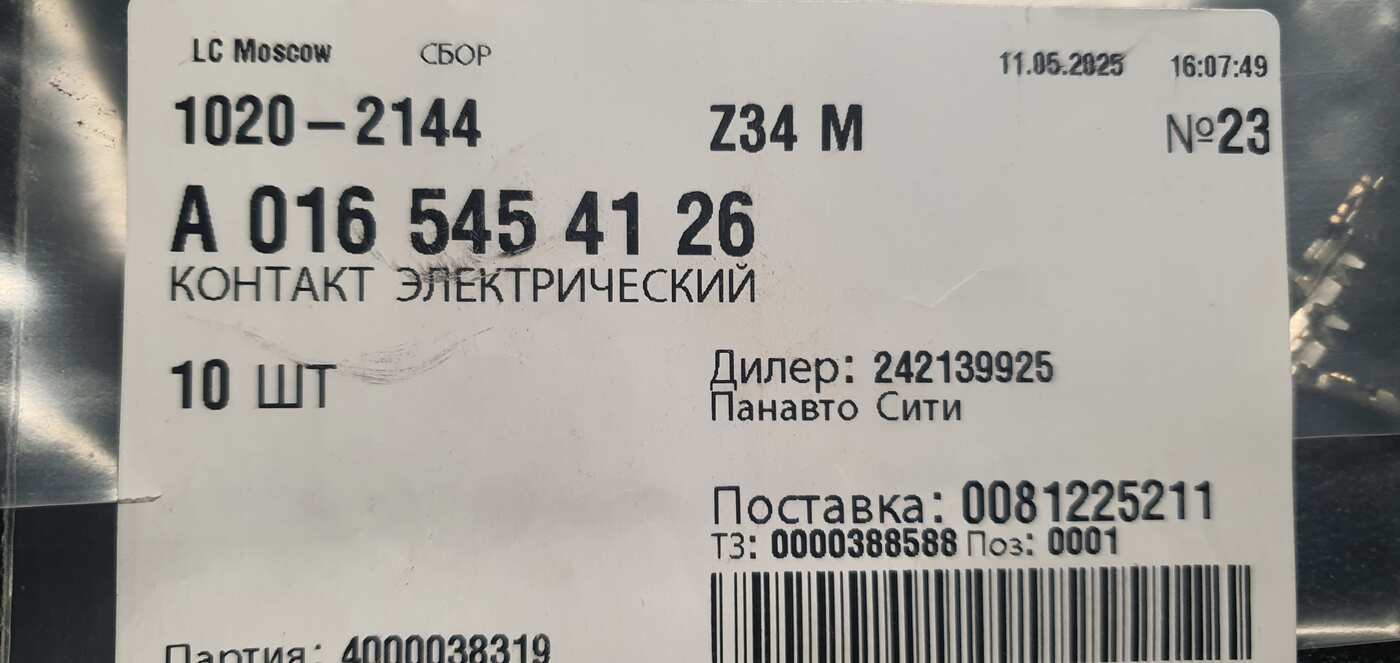 LC Moscow СБОР 11.05.2025 16:07:49
1020-2144 Z34 M №23
A 016 545 41 26
КОНТАКТ ЭЛЕКТРИЧЕСКИЙ
10 ШТ
Дилер: 242139925
Панавто Сити
Поставка: 0081225211
ТЗ: 0000388588 Поз: 0001
Партия: 4000038319